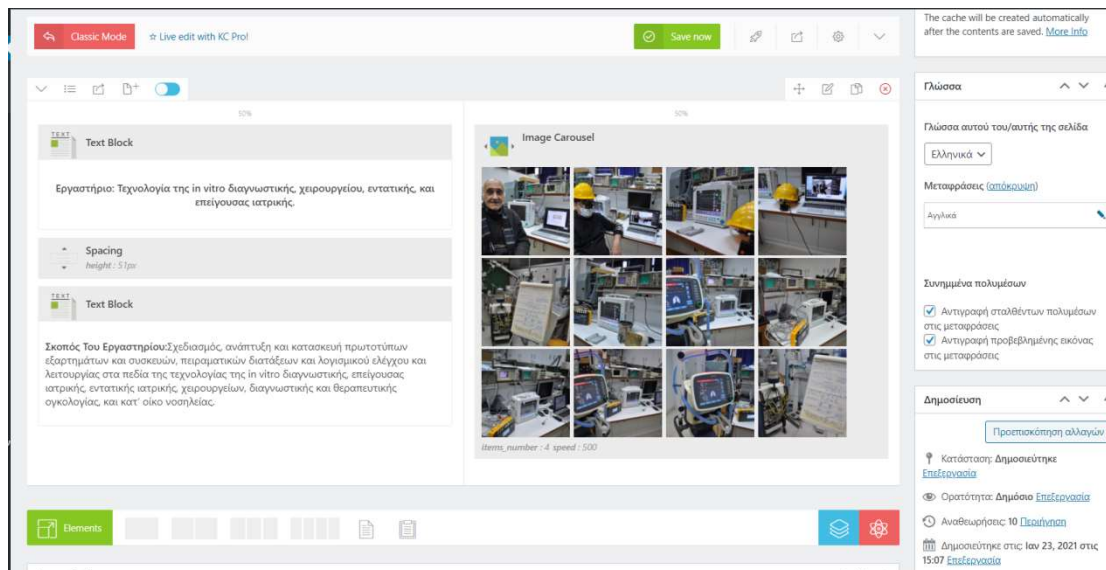 Classic Mode
☆ Live edit with KC Pro!
Save now
50%
50%
TEXT
Text Block
Εργαστήριο: Τεχνολογία της in vitro διαγνωστικής, χειρουργείου, εντατικής, και
επείγουσας ιατρικής.
Spacing
height : 51px
TEXT
Text Block
Σκοπός Του Εργαστηρίου:Σχεδιασμός, ανάπτυξη και κατασκευή πρωτοτύπων
εξαρτημάτων και συσκευών, πειραματικών διατάξεων και λογισμικού ελέγχου και
λειτουργίας στα πεδία της τεχνολογίας της in vitro διαγνωστικής, επείγουσας
ιατρικής, εντατικής ιατρικής, χειρουργείων, διαγνωστικής και θεραπευτικής
ογκολογίας, και κατ΄ οίκο νοσηλείας.
Image Carousel
items_number : 4 speed : 500
Elements
The cache will be created automatically
after the contents are saved. More Info
Γλώσσα
Γλώσσα αυτού του/αυτής της σελίδα
Ελληνικά
Μεταφράσεις (απόκρυψη)
Αγγλικά
Συνημμένα πολυμέσων
Αντιγραφή σταλθέντων πολυμέσων
στις μεταφράσεις
Αντιγραφή προβεβλημένης εικόνας
στις μεταφράσεις
Δημοσίευση
Προεπισκόπηση αλλαγών
Κατάσταση: Δημοσιεύτηκε
Επεξεργασία
Ορατότητα: Δημόσιο Επεξεργασία
Αναθεωρήσεις: 10 Περιήγηση
Δημοσιεύτηκε στις: Ιαν 23, 2021 στις
15:07 Επεξεργασία